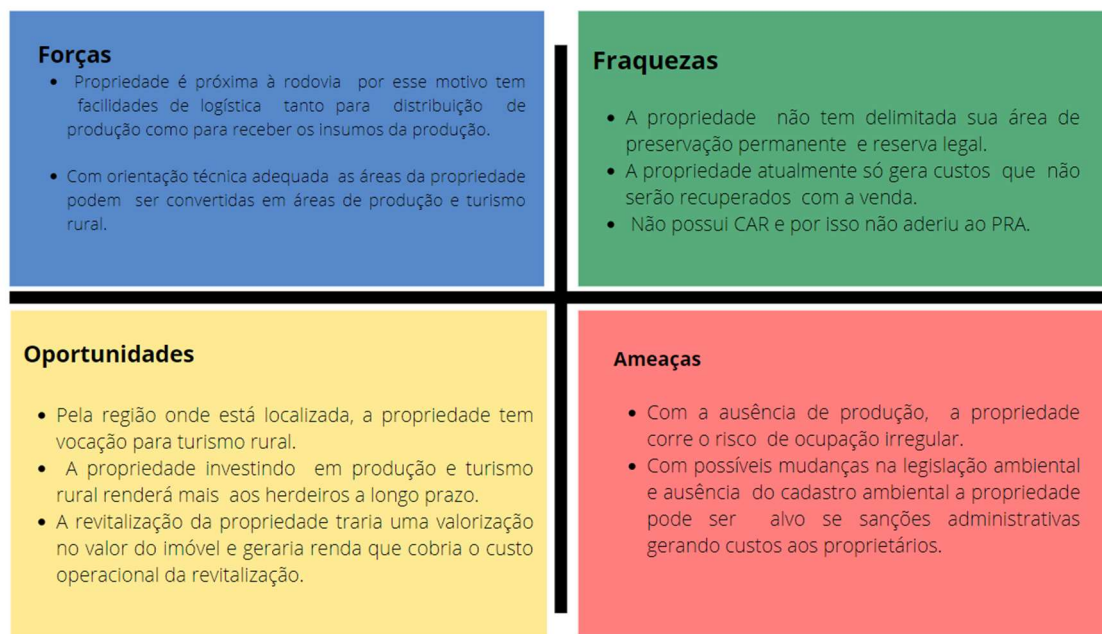 Forças
• Propriedade é próxima à rodovia por esse motivo tem
facilidades de logística tanto para distribuição de
produção como para receber os insumos da produção.
• Com orientação técnica adequada as áreas da propriedade
podem ser convertidas em áreas de produção e turismo
rural.
Fraquezas
• A propriedade não tem delimitada sua área de
preservação permanente e reserva legal.
• A propriedade atualmente só gera custos que não
serão recuperados com a venda.
• Não possui CAR e por isso não aderiu ao PRA.
Oportunidades
• Pela região onde está localizada, a propriedade tem
vocação para turismo rural.
• A propriedade investindo em produção e turismo
rural renderá mais aos herdeiros a longo prazo.
• A revitalização da propriedade traria uma valorização
no valor do imóvel e geraria renda que cobria o custo
operacional da revitalização.
Ameaças
• Com a ausência de produção, a propriedade
corre o risco de ocupação irregular.
• Com possíveis mudanças na legislação ambiental
e ausência do cadastro ambiental a propriedade
pode ser alvo se sanções administrativas
gerando custos aos proprietários.